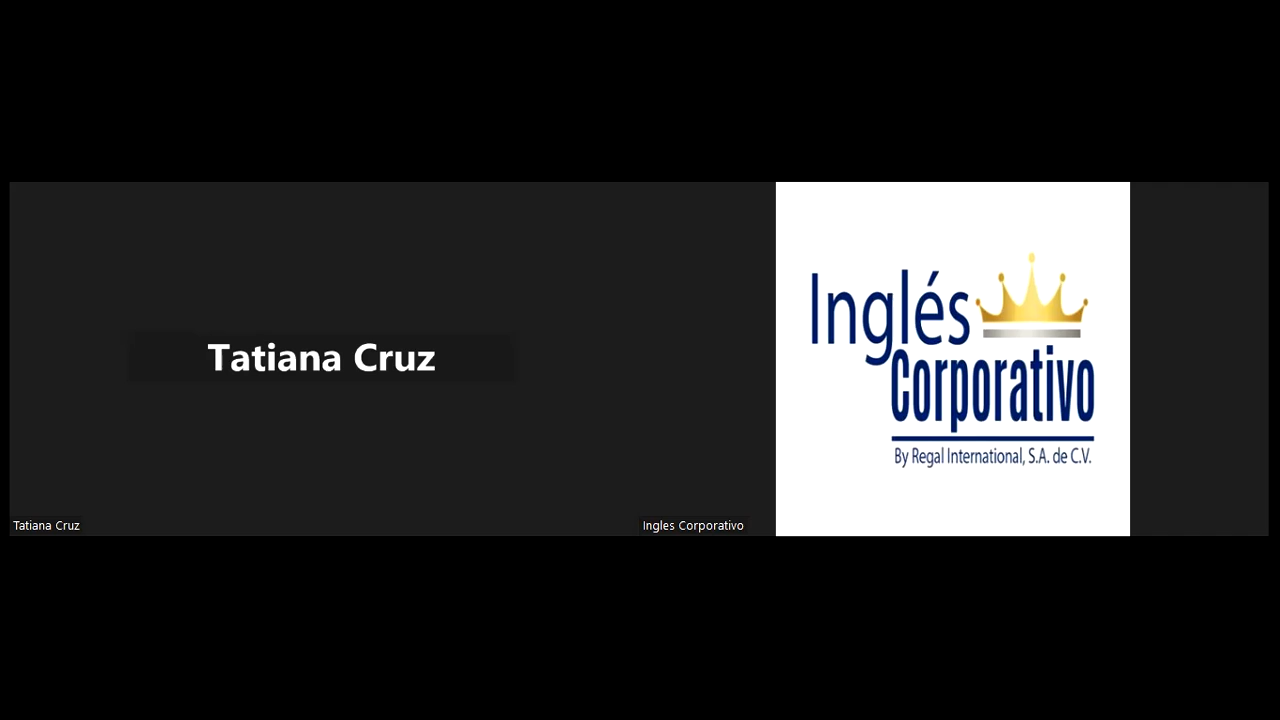 Tatiana Cruz
Tatiana Cruz
Inglés
Corporativo
By Regal International, S.A. de C.V.
Ingles Corporativo